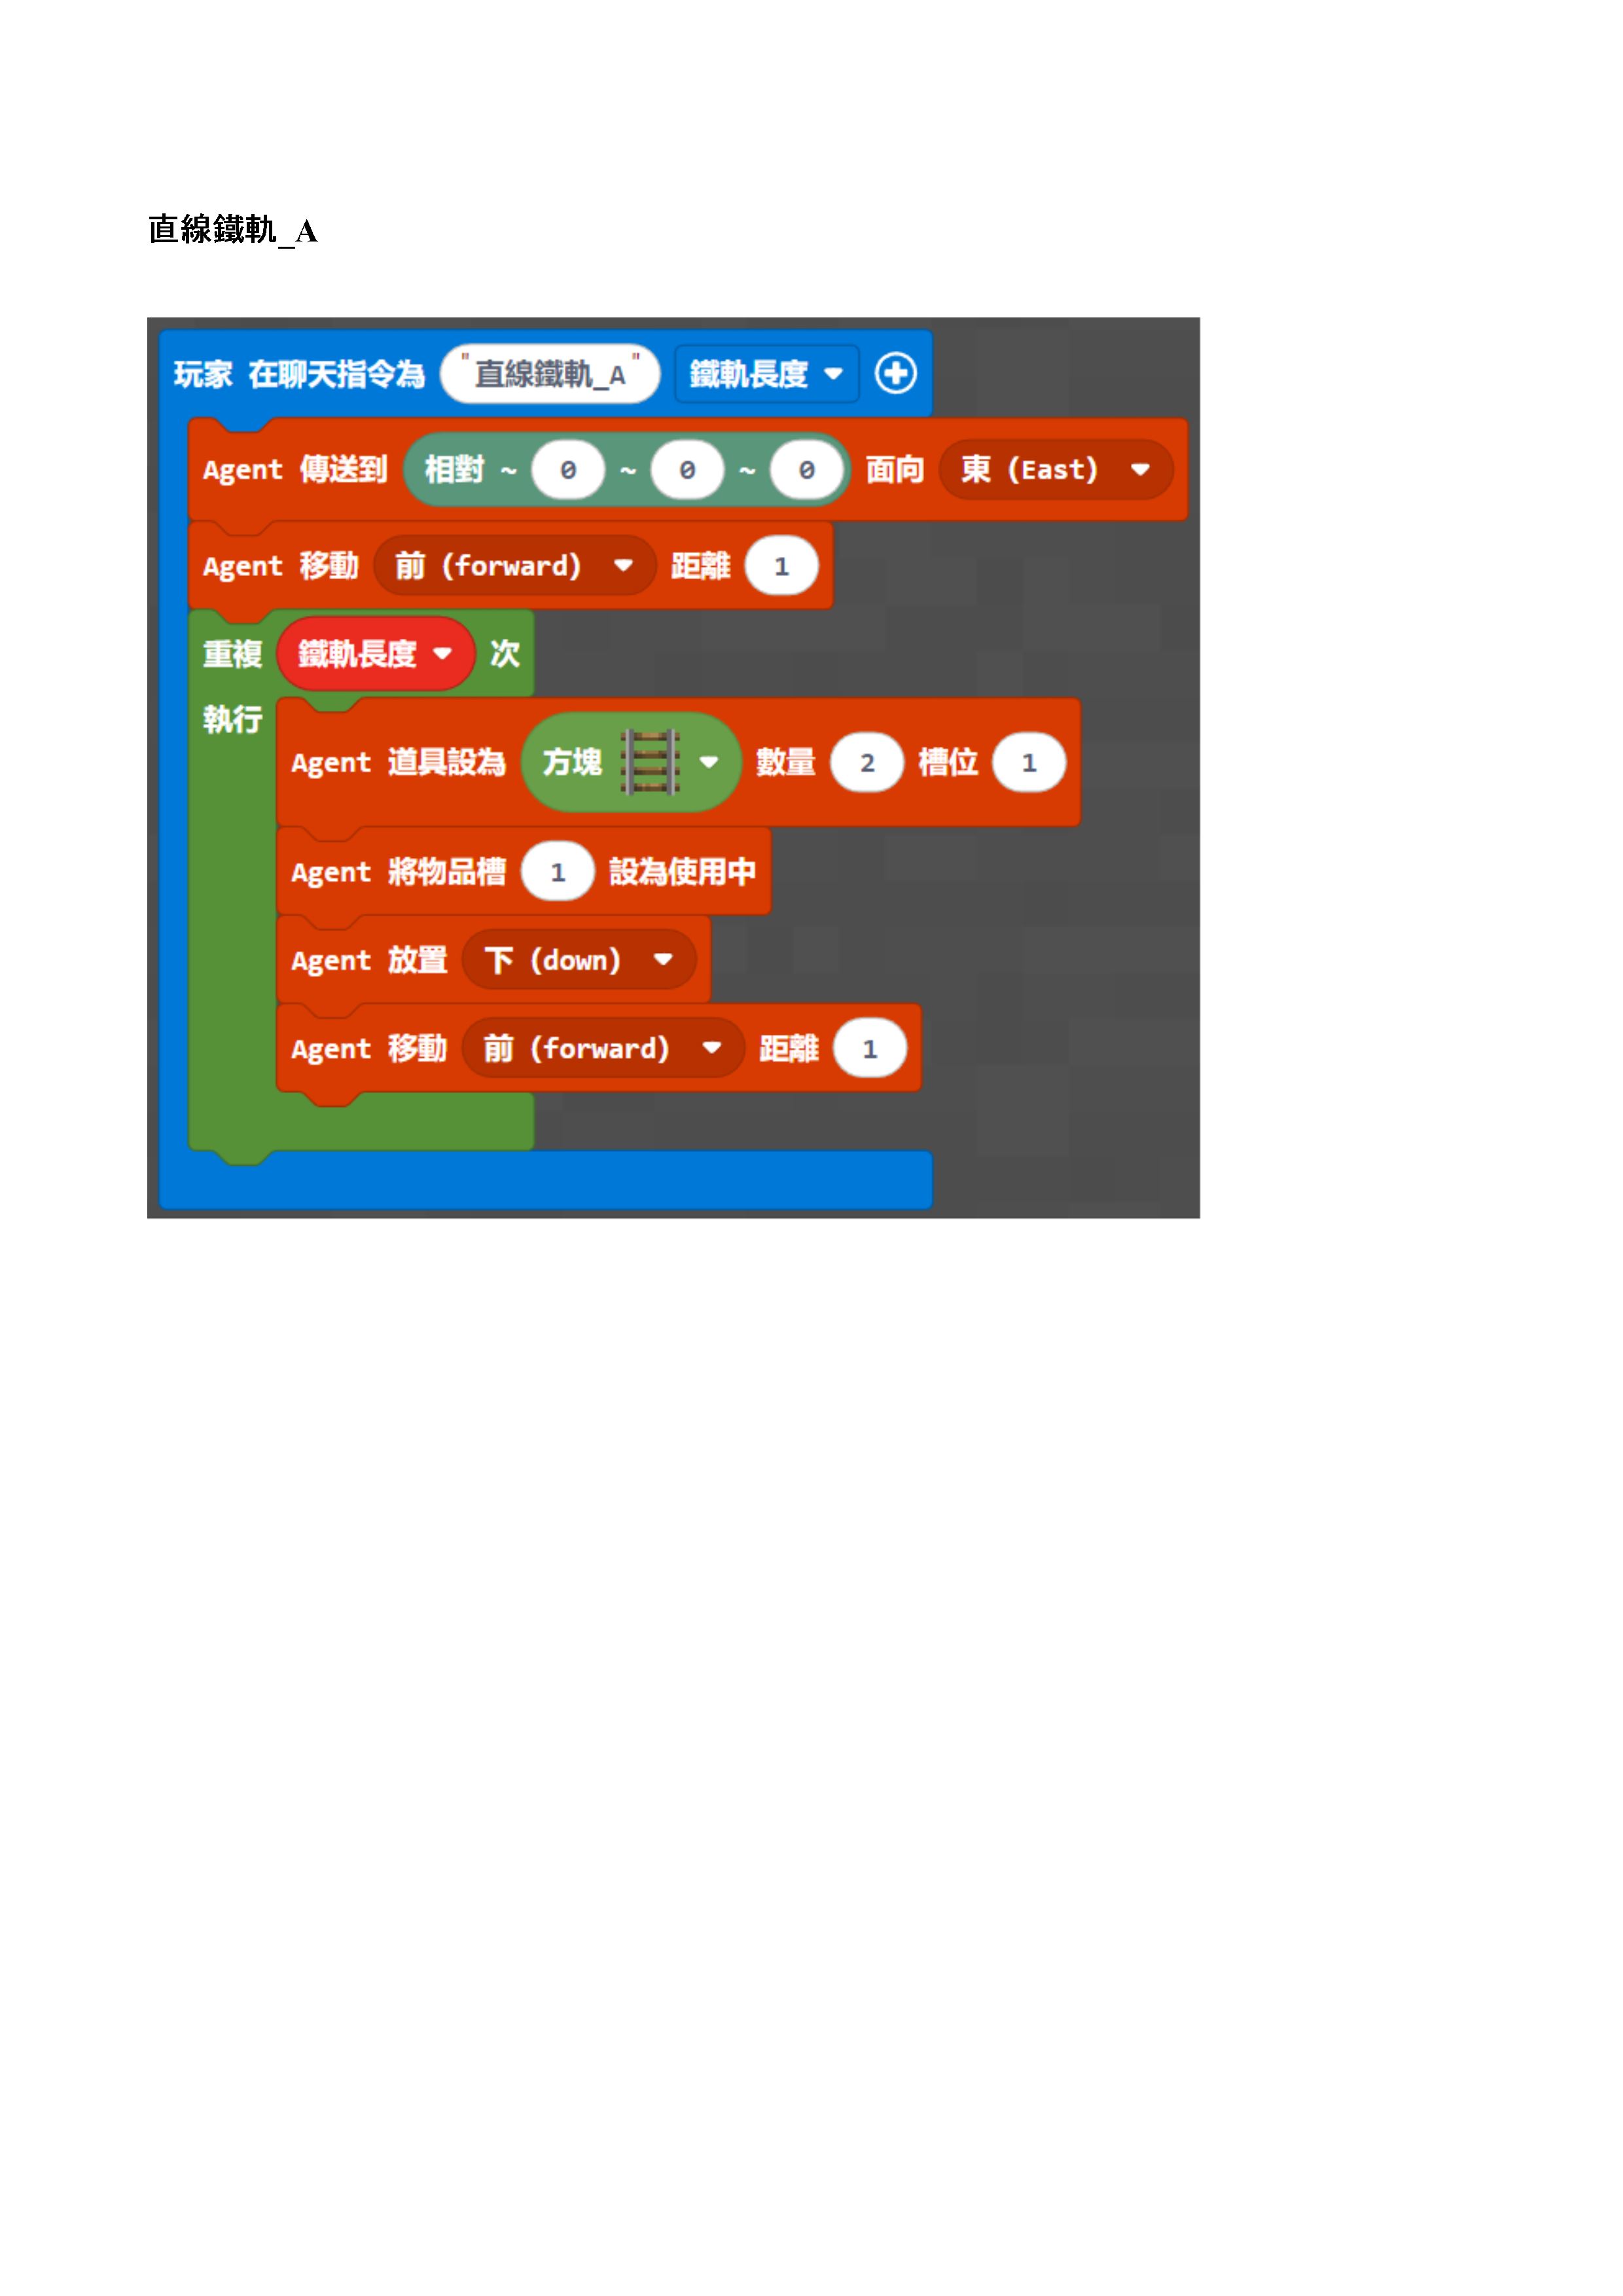 直線鐵軌_A
玩家 在聊天指令為 "直線鐵軌_A" 鐵軌長度
Agent 傳送到 相對 ~ 0 ~ 0 ~ 0 面向 東 (East)
Agent 移動 前 (forward) 距離 1
重複 鐵軌長度 次
執行
Agent 道具設為 方塊 數量 2 槽位 1
Agent 將物品槽 1 設為使用中
Agent 放置 下 (down)
Agent 移動 前 (forward) 距離 1